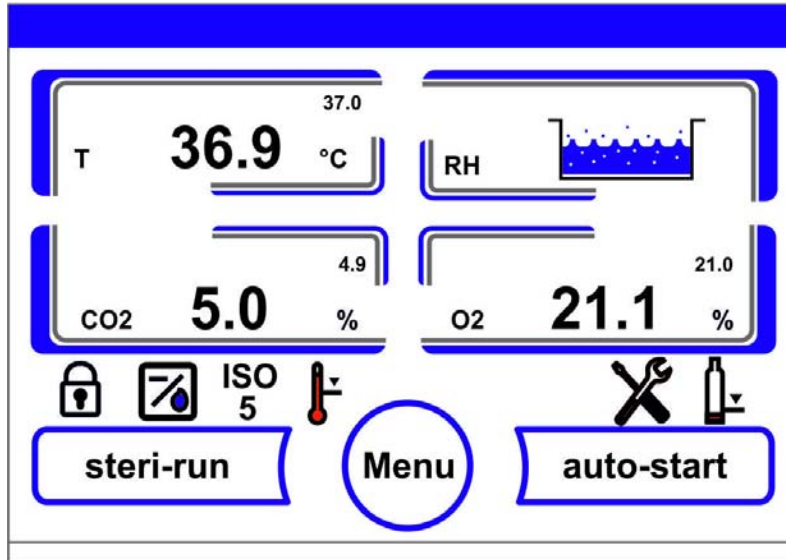 37.0
T 36.9 °C
RH
4.9
CO2 5.0 %
21.0
O2 21.1 %
ISO
5
steri-run
Menu
auto-start